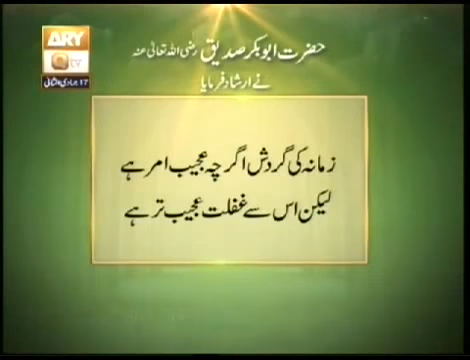 ARY
Qtv
17 جمادی الثانی
حضرت ابوبکر صدیق رضی اللہ تعالیٰ عنہ
نے ارشاد فرمایا
زمانہ کی گردش اگرچہ عجیب امر ہے
لیکن اس سے غفلت عجیب تر ہے